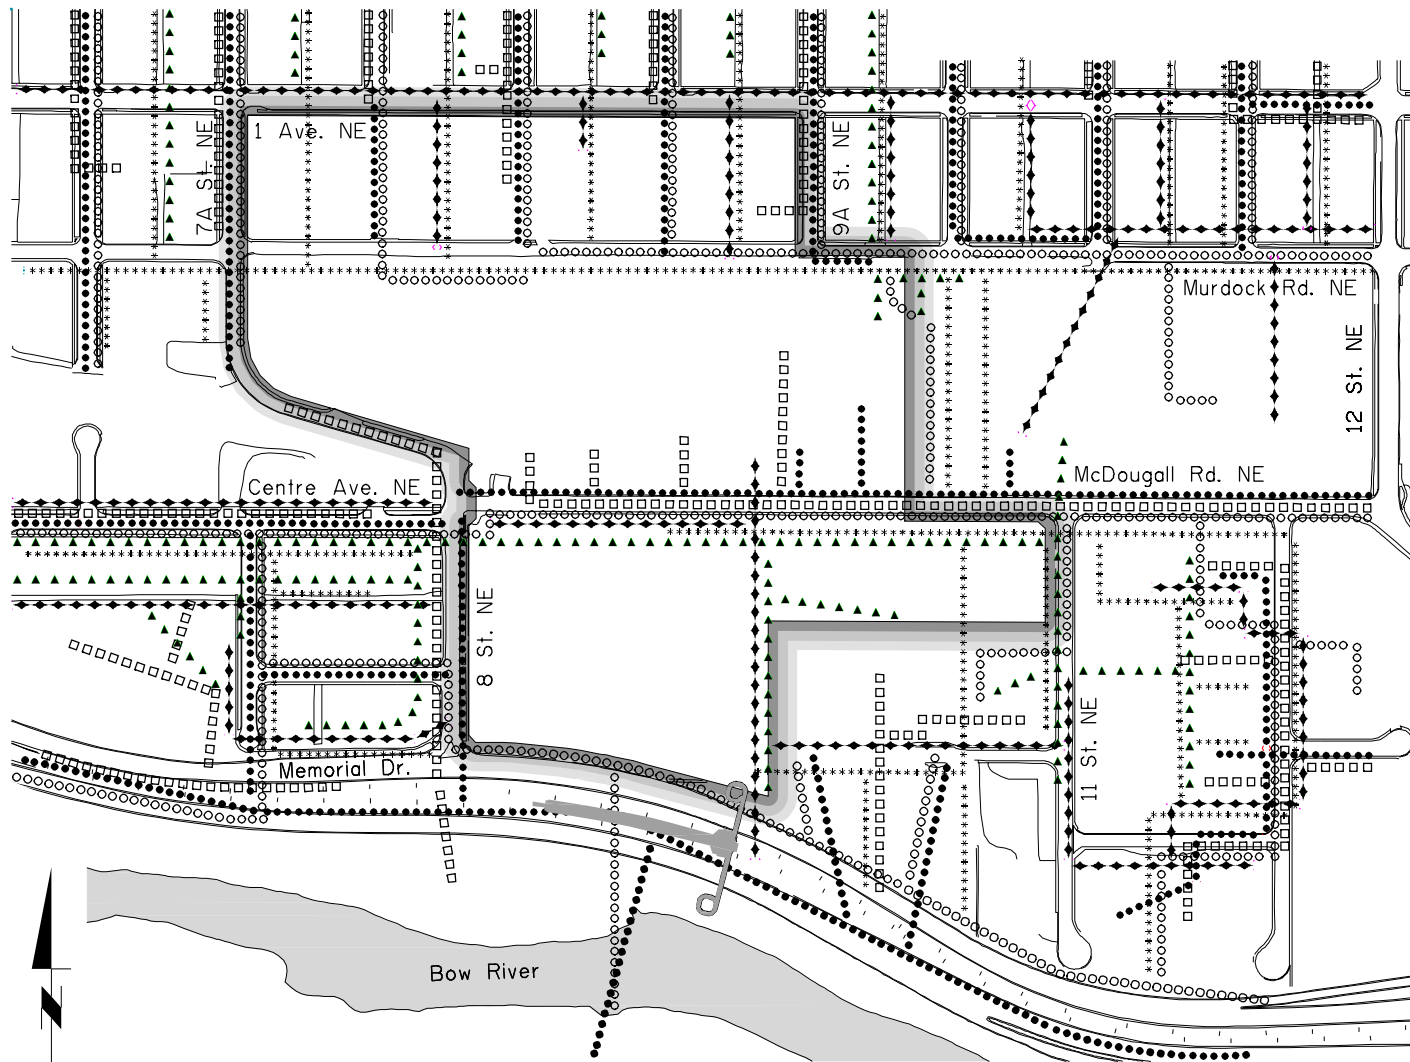 1 Ave. NE
7A St. NE
9A St. NE
Murdock Rd. NE
12 St. NE
McDougall Rd. NE
Centre Ave. NE
8 St. NE
11 St. NE
Memorial Dr.
Bow River
N